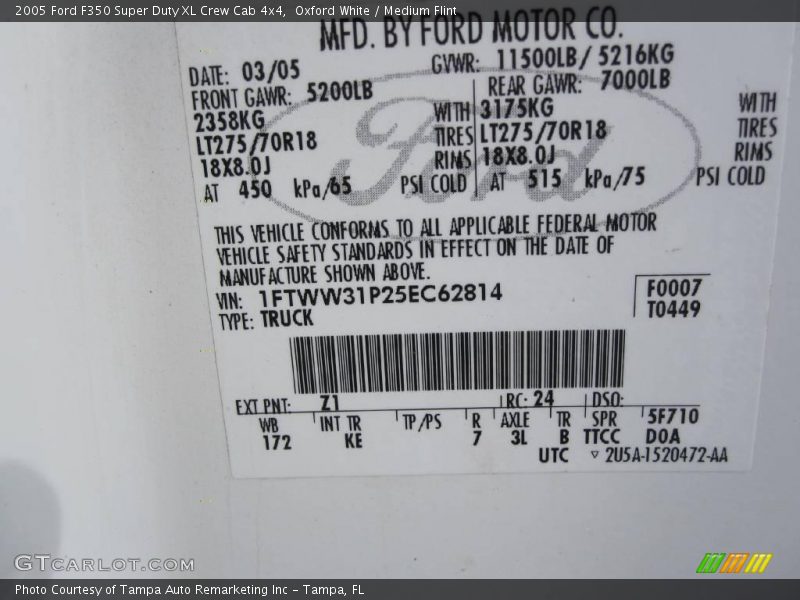 2005 Ford F350 Super Duty XL Crew Cab 4x4, Oxford White / Medium Flint
MFD. BY FORD MOTOR CO.
DATE: 03/05 GVWR: 11500LB/ 5216KG
FRONT GAWR: 5200LB REAR GAWR: 7000LB
2358KG WITH 3175KG WITH
LT275/70R18 TIRES LT275/70R18 TIRES
18X8.0J RIMS 18X8.0J RIMS
AT 450 kPa/65 PSI COLD AT 515 kPa/75 PSI COLD
Ford
THIS VEHICLE CONFORMS TO ALL APPLICABLE FEDERAL MOTOR
VEHICLE SAFETY STANDARDS IN EFFECT ON THE DATE OF
MANUFACTURE SHOWN ABOVE.
VIN: 1FTWW31P25EC62814 F0007
TYPE: TRUCK T0449
EXT PNT: Z1 RC: 24 DSO:
WB INT TR TP/PS R AXLE TR SPR 5F710
172 KE 7 3L B TTCC D0A
UTC ▽ 2U5A-1520472-AA
GTCARLOT.COM
Photo Courtesy of Tampa Auto Remarketing Inc - Tampa, FL